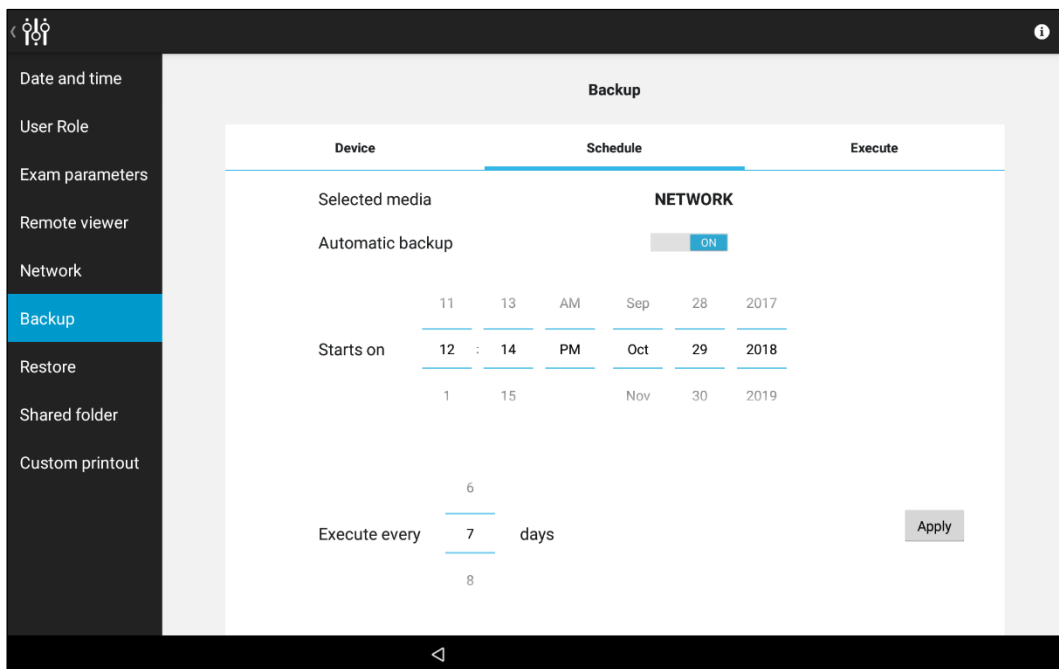 Date and time
User Role
Exam parameters
Remote viewer
Network
Backup
Restore
Shared folder
Custom printout
Backup
Device Schedule Execute
Selected media NETWORK
Automatic backup ON
11 13 AM Sep 28 2017
Starts on 12 : 14 PM Oct 29 2018
1 15 Nov 30 2019
6
Execute every 7 days
8
Apply